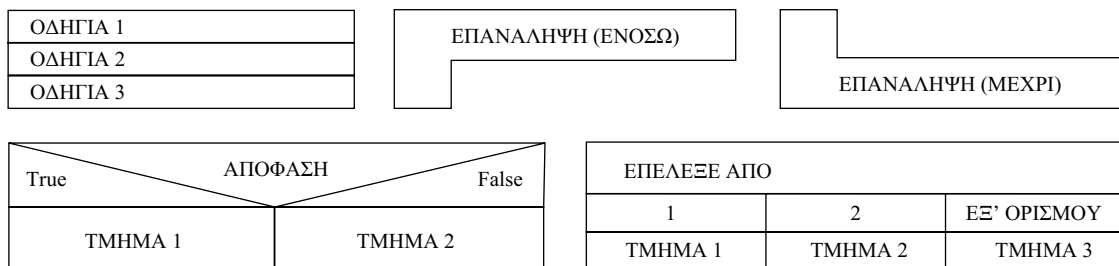 ΟΔΗΓΙΑ 1
ΟΔΗΓΙΑ 2
ΟΔΗΓΙΑ 3
ΕΠΑΝΑΛΗΨΗ (ΕΝΟΣΩ)
ΕΠΑΝΑΛΗΨΗ (ΜΕΧΡΙ)
ΑΠΟΦΑΣΗ
True
False
ΤΜΗΜΑ 1
ΤΜΗΜΑ 2
ΕΠΕΛΕΞΕ ΑΠΟ
1 2 ΕΞ’ ΟΡΙΣΜΟΥ
ΤΜΗΜΑ 1 ΤΜΗΜΑ 2 ΤΜΗΜΑ 3